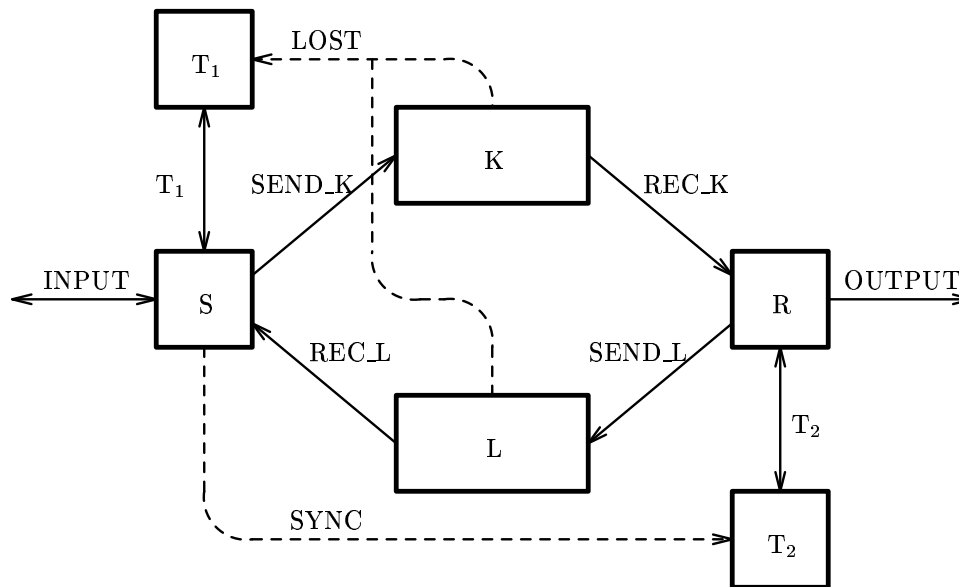 LOST
T₁
K
T₁
SEND_K
REC_K
INPUT
S
R
OUTPUT
REC_L
SEND_L
T₂
L
SYNC
T₂